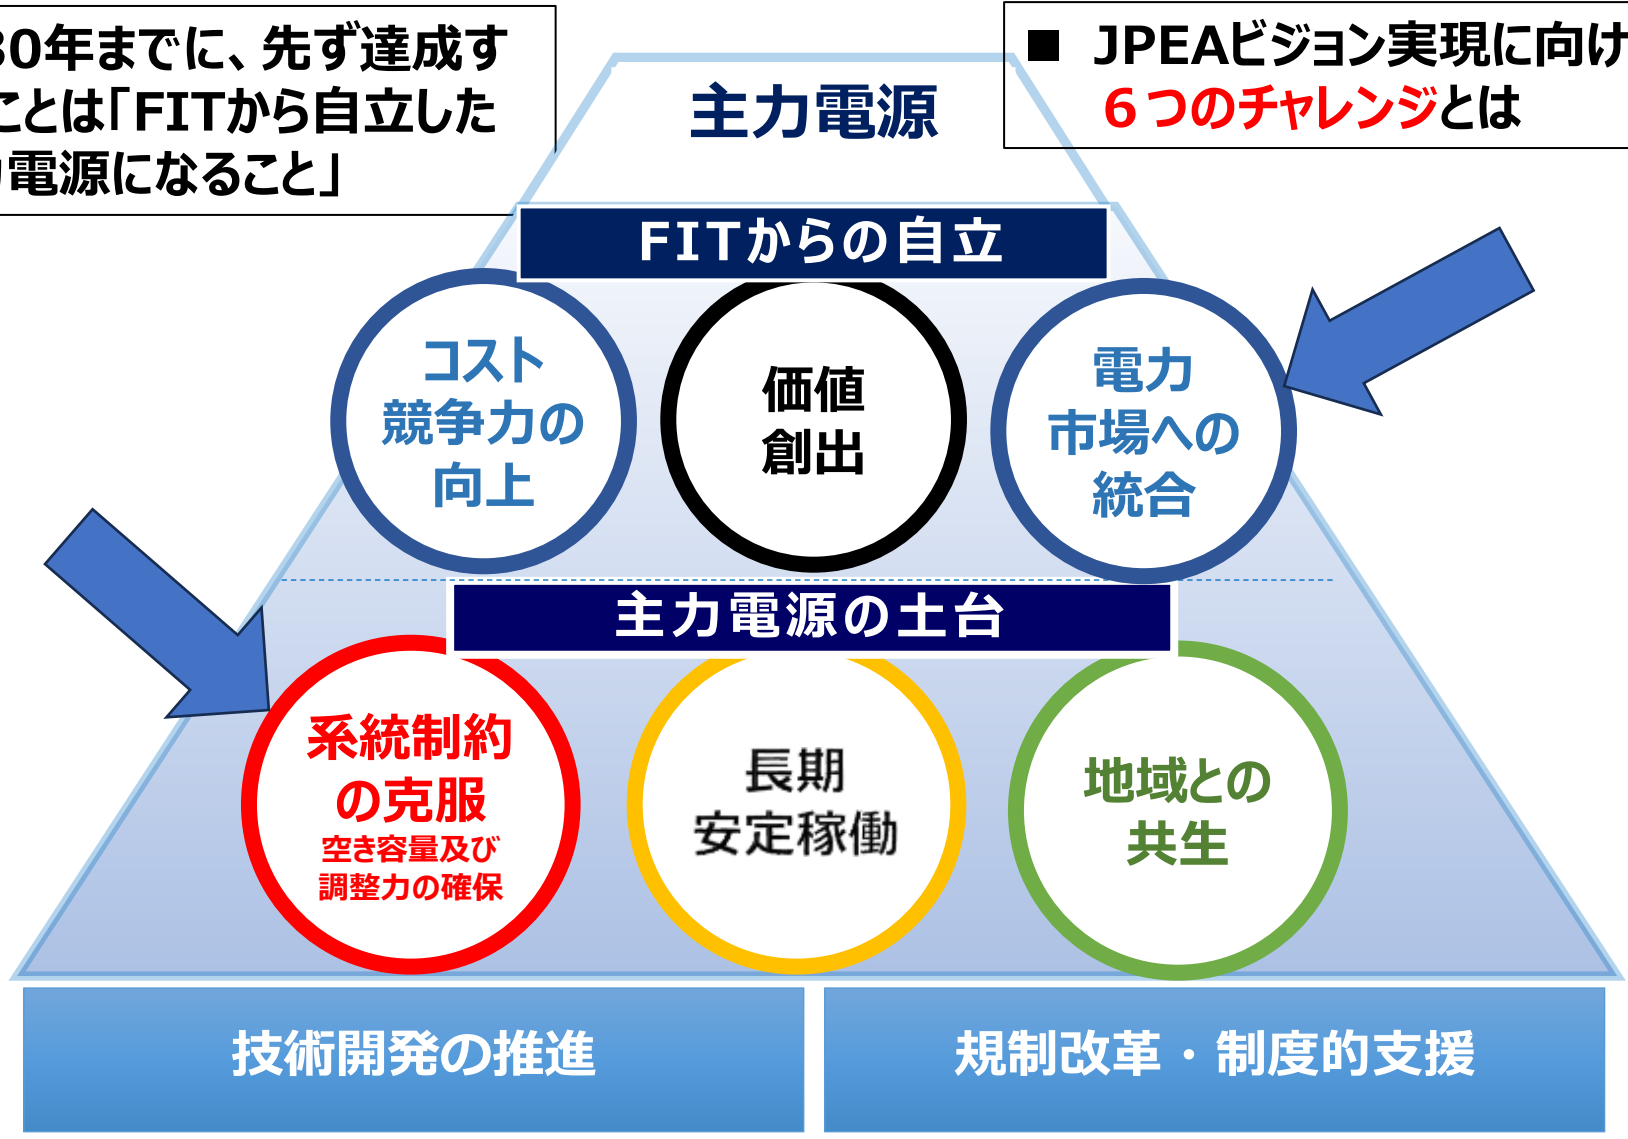 30年までに、先ず達成す
ことは「FITから自立した
電源になること」
■ JPEAビジョン実現に向け
６つのチャレンジとは
主力電源
FITからの自立
コスト
競争力の
向上
価値
創出
電力
市場への
統合
主力電源の土台
系統制約
の克服
空き容量及び
調整力の確保
長期
安定稼働
地域との
共生
技術開発の推進
規制改革・制度的支援